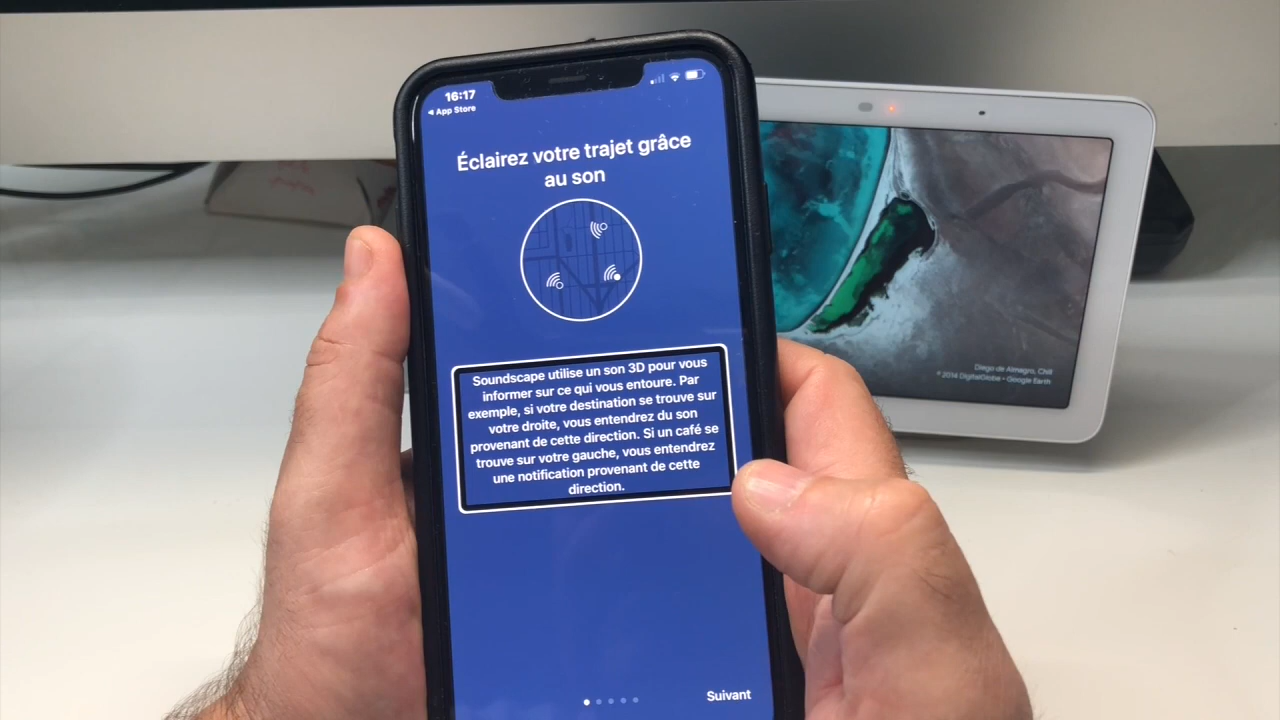 16:17
◀ App Store
Éclairez votre trajet grâce
au son
Soundscape utilise un son 3D pour vous
informer sur ce qui vous entoure. Par
exemple, si votre destination se trouve sur
votre droite, vous entendrez du son
provenant de cette direction. Si un café se
trouve sur votre gauche, vous entendrez
une notification provenant de cette
direction.
Suivant
Diego de Almagro, Chili
© 2014 DigitalGlobe - Google Earth